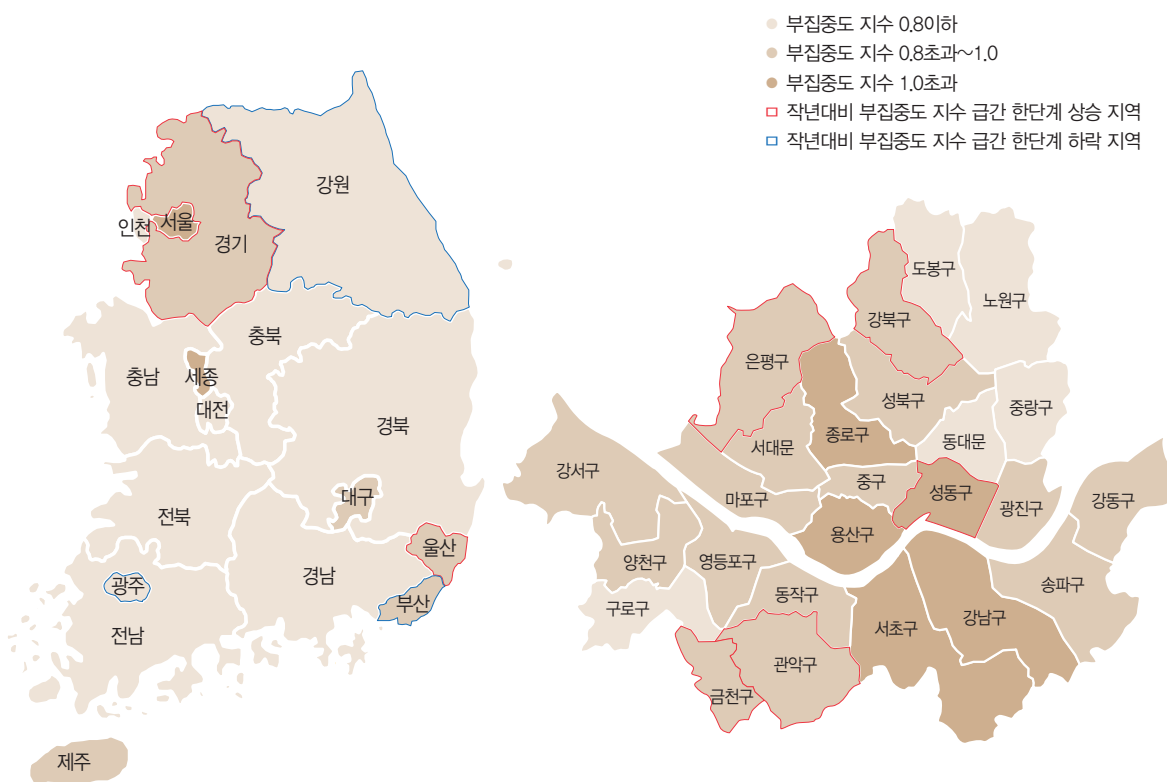 부집중도 지수 0.8이하
부집중도 지수 0.8초과~1.0
부집중도 지수 1.0초과
작년대비 부집중도 지수 급간 한단계 상승 지역
작년대비 부집중도 지수 급간 한단계 하락 지역
강원
인천
서울
경기
충북
충남
세종
대전
경북
대구
전북
울산
경남
광주
부산
전남
제주
도봉구
노원구
강북구
은평구
성북구
중랑구
종로구
서대문
동대문
강서구
중구
성동구
마포구
광진구
강동구
용산구
양천구
영등포구
송파구
동작구
구로구
서초구
강남구
관악구
금천구